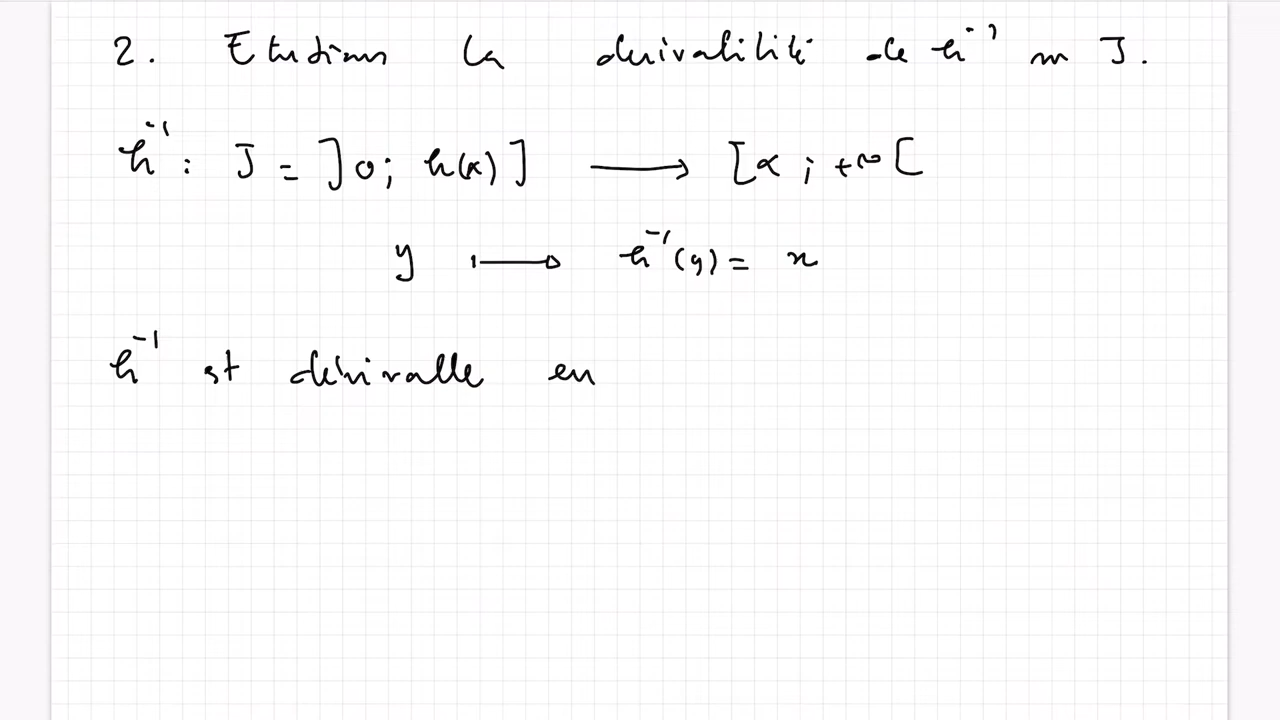 2. Etudions la dérivabilité de h⁻¹ sur J.
h⁻¹ : J = ]0; h(α)] ⟶ [α ; +∞[
y ⟼ h⁻¹(y) = x
h⁻¹ est dérivable en